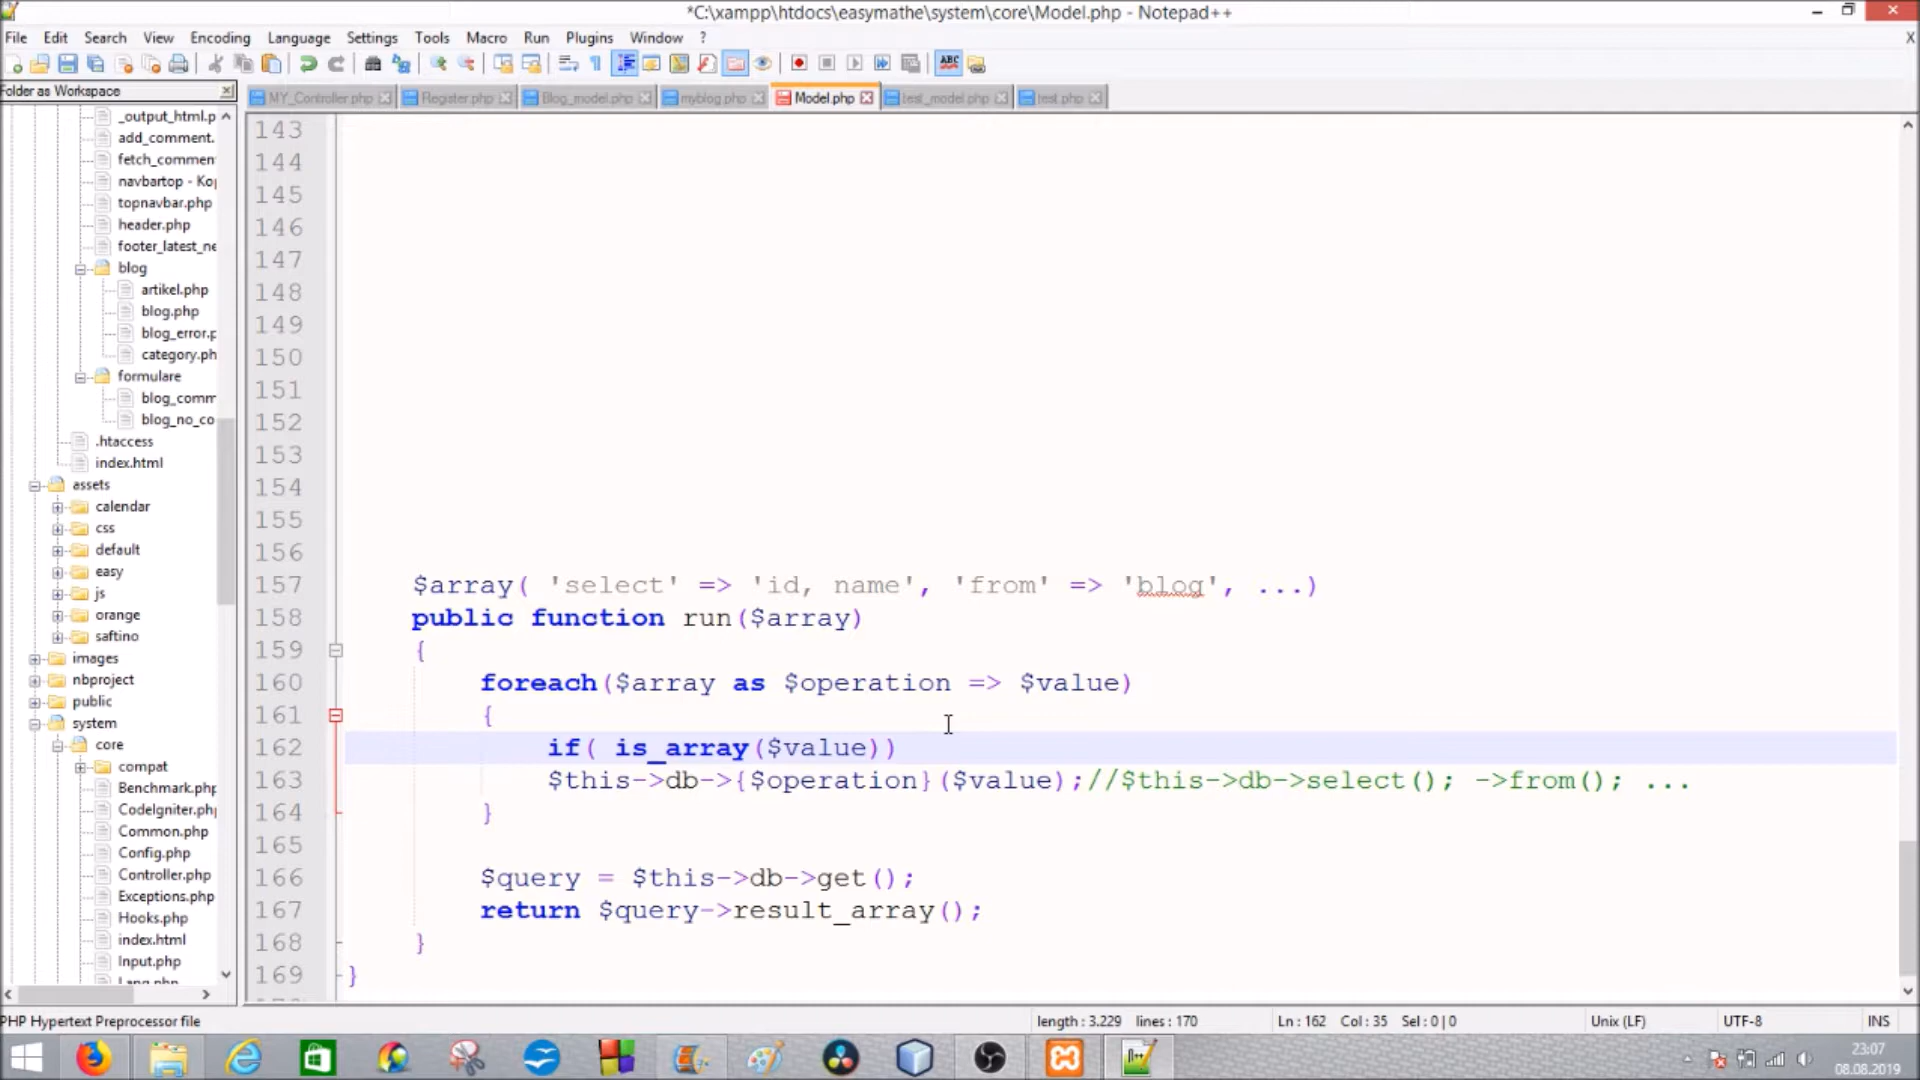 *C:\xampp\htdocs\easymathe\system\core\Model.php - Notepad++
File Edit Search View Encoding Language Settings Tools Macro Run Plugins Window ? X
Folder as Workspace
MY_Controller.php Register.php Blog_model.php myblog.php Model.php test_model.php test.php
_output_html.p
add_comment.
fetch_commen
navbartop - Kop
topnavbar.php
header.php
footer_latest_ne
blog
artikel.php
blog.php
blog_error.p
category.ph
formulare
blog_comm
blog_no_co
.htaccess
index.html
assets
calendar
css
default
easy
js
orange
saftino
images
nbproject
public
system
core
compat
Benchmark.php
CodeIgniter.php
Common.php
Config.php
Controller.php
Exceptions.php
Hooks.php
index.html
Input.php
Lang.php
143
144
145
146
147
148
149
150
151
152
153
154
155
156
157 $array( 'select' => 'id, name', 'from' => 'blog', ...)
158 public function run($array)
159 {
160 foreach($array as $operation => $value)
161 {
162 if( is_array($value))
163 $this->db->{$operation}($value);//$this->db->select(); ->from(); ...
164 }
165
166 $query = $this->db->get();
167 return $query->result_array();
168 }
169 }
PHP Hypertext Preprocessor file length : 3.229 lines : 170 Ln : 162 Col : 35 Sel : 0 | 0 Unix (LF) UTF-8 INS
23:07
08.08.2019